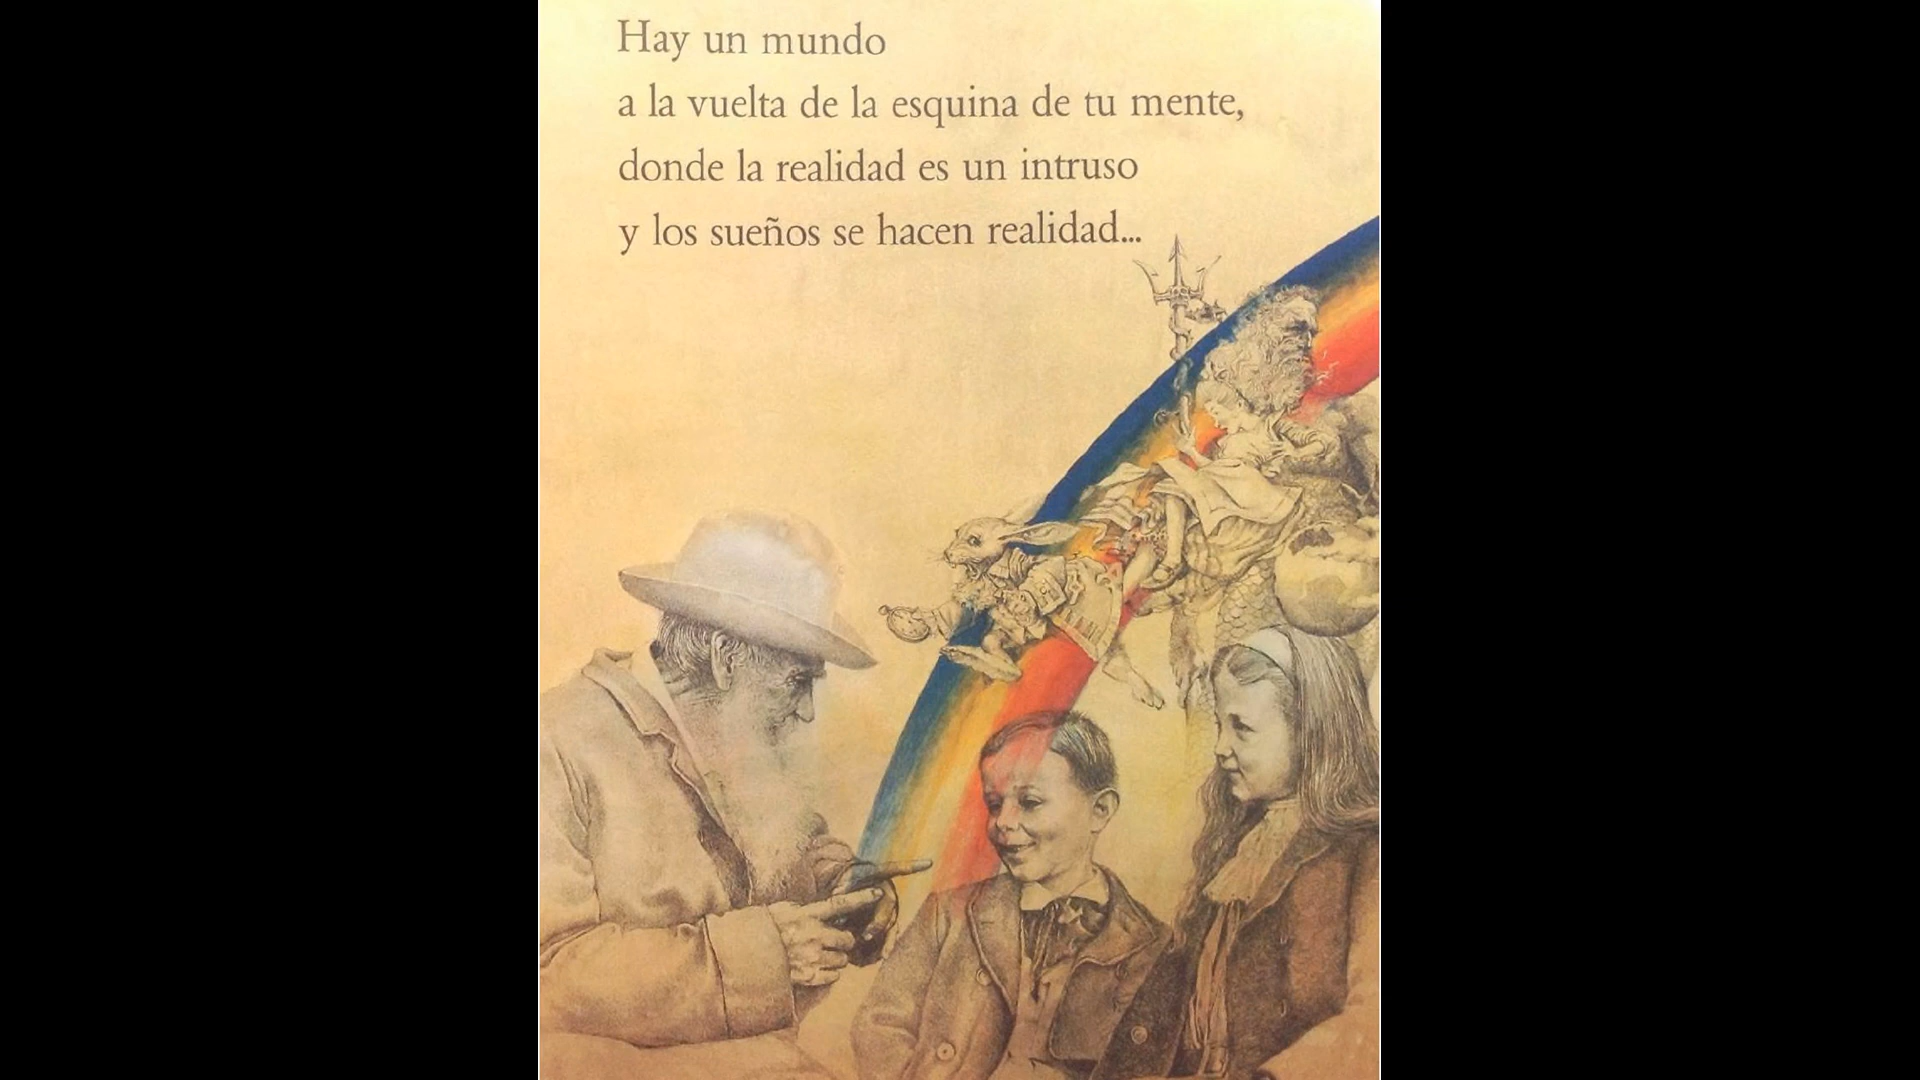 Hay un mundo
a la vuelta de la esquina de tu mente,
donde la realidad es un intruso
y los sueños se hacen realidad...